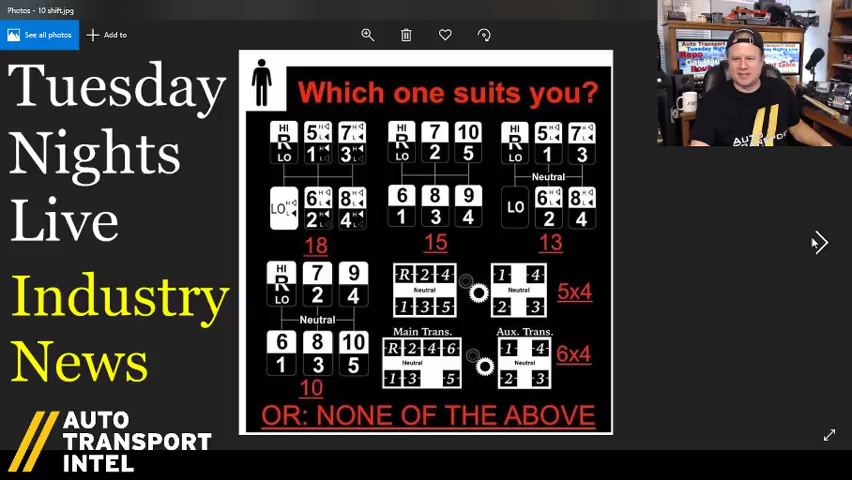 Photos - 10 shift.jpg
See all photos
Add to
Tuesday
Nights
Live
Industry
News
AUTO
TRANSPORT
INTEL
Which one suits you?
HI 5 H L 7 H L
R
LO 1 3
LO H L 6 H L 8 H L
2 H L 4
18
HI 7 10
R
LO 2 5
6 8 9
1 3 4
15
HI 5 H L 7 H L
R
LO 1 3
Neutral
LO 6 H L 8 H L
2 4
13
HI 7 9
R
LO 2 4
Neutral
6 8 10
1 3 5
10
R 2 4
Neutral
1 3 5
1 4
Neutral
2 3
5x4
Main Trans.
R 2 4 6
Neutral
1 3 5
Aux. Trans.
1 4
Neutral
2 3
6x4
OR: NONE OF THE ABOVE
Auto Transport
Repo
AUTO
TRANSPORT